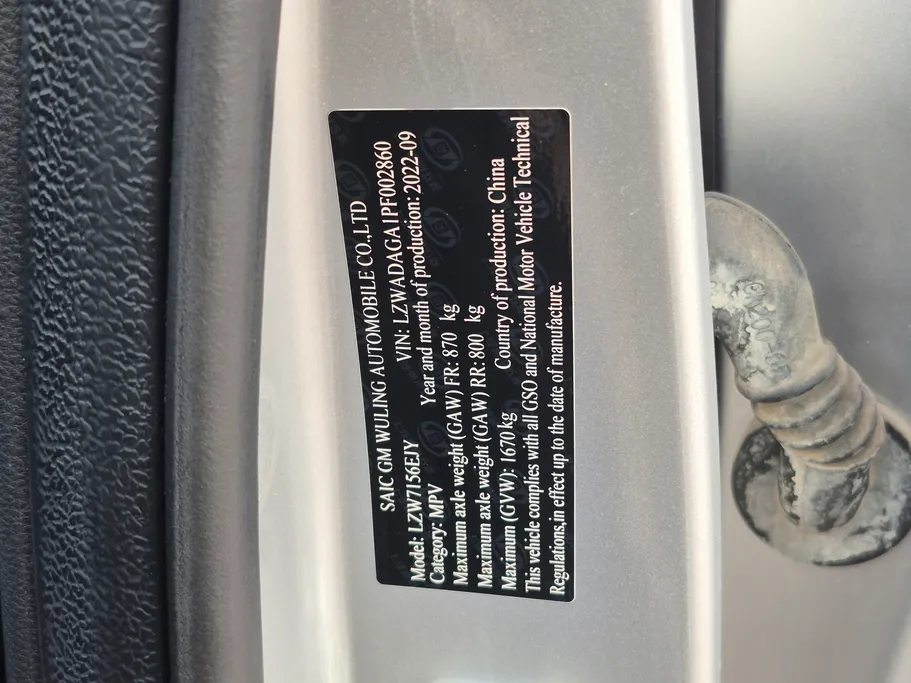 SAIC GM WULING AUTOMOBILE CO.,LTD
Model: LZW7156EJY VIN: LZWADAGA1PF002860
Category: MPV Year and month of production: 2022-09
Maximum axle weight (GAW) FR: 870 kg
Maximum axle weight (GAW) RR: 800 kg
Maximum (GVW): 1670 kg Country of production: China
This vehicle complies with all GSO and National Motor Vehicle Technical
Regulations,in effect up to the date of manufacture.